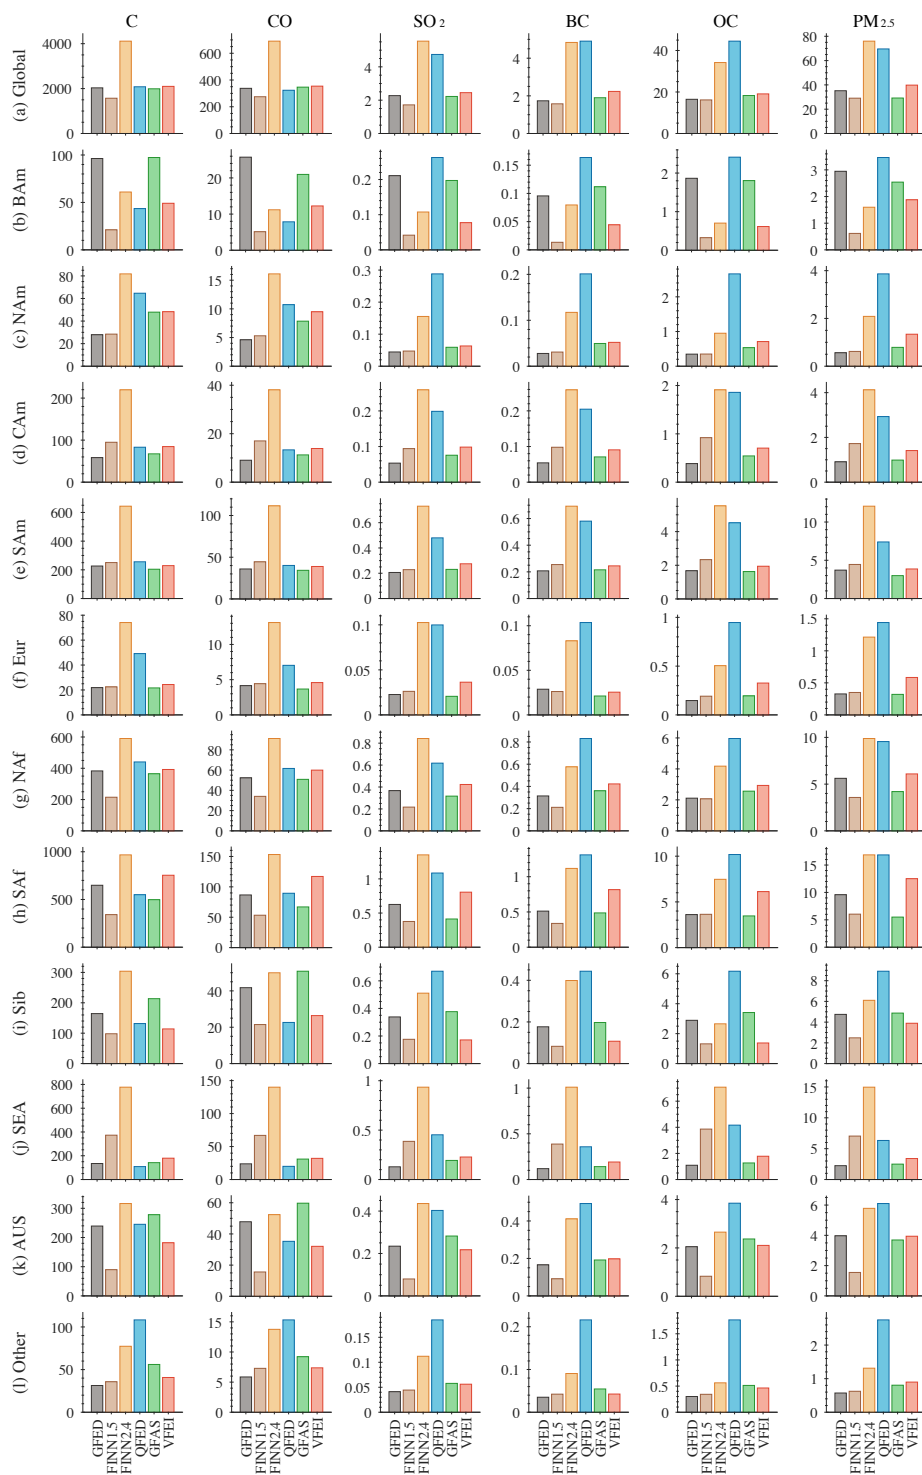 C CO SO 2 BC OC PM 2.5
(a) Global
0 2000 4000
0 200 400 600
0 2 4
0 2 4
0 20 40
0 20 40 60 80
(b) BAm
0 50 100
0 10 20
0 0.1 0.2
0 0.05 0.1 0.15
0 1 2
0 1 2 3
(c) NAm
0 20 40 60 80
0 5 10 15
0 0.1 0.2 0.3
0 0.1 0.2
0 1 2
0 2 4
(d) CAm
0 100 200
0 20 40
0 0.1 0.2
0 0.1 0.2
0 1 2
0 2 4
(e) SAm
0 200 400 600
0 50 100
0 0.2 0.4 0.6
0 0.2 0.4 0.6
0 2 4
0 5 10
(f) Eur
0 20 40 60 80
0 5 10
0 0.05 0.1
0 0.05 0.1
0 0.5 1
0 0.5 1 1.5
(g) NAf
0 200 400 600
0 20 40 60 80
0 0.2 0.4 0.6 0.8
0 0.2 0.4 0.6 0.8
0 2 4 6
0 5 10
(h) SAf
0 500 1000
0 50 100 150
0 0.5 1
0 0.5 1
0 5 10
0 5 10 15
(i) Sib
0 100 200 300
0 20 40
0 0.2 0.4 0.6
0 0.2 0.4
0 2 4 6
0 2 4 6 8
(j) SEA
0 200 400 600 800
0 50 100 150
0 0.5 1
0 0.5 1
0 2 4 6
0 5 10 15
(k) AUS
0 100 200 300
0 20 40 60
0 0.2 0.4
0 0.2 0.4
0 2 4
0 2 4 6
(l) Other
0 50 100
0 5 10 15
0 0.05 0.1 0.15
0 0.1 0.2
0 0.5 1 1.5
0 1 2
GFED FINN1.5 FINN2.4 QFED GFAS VFEI
GFED FINN1.5 FINN2.4 QFED GFAS VFEI
GFED FINN1.5 FINN2.4 QFED GFAS VFEI
GFED FINN1.5 FINN2.4 QFED GFAS VFEI
GFED FINN1.5 FINN2.4 QFED GFAS VFEI
GFED FINN1.5 FINN2.4 QFED GFAS VFEI